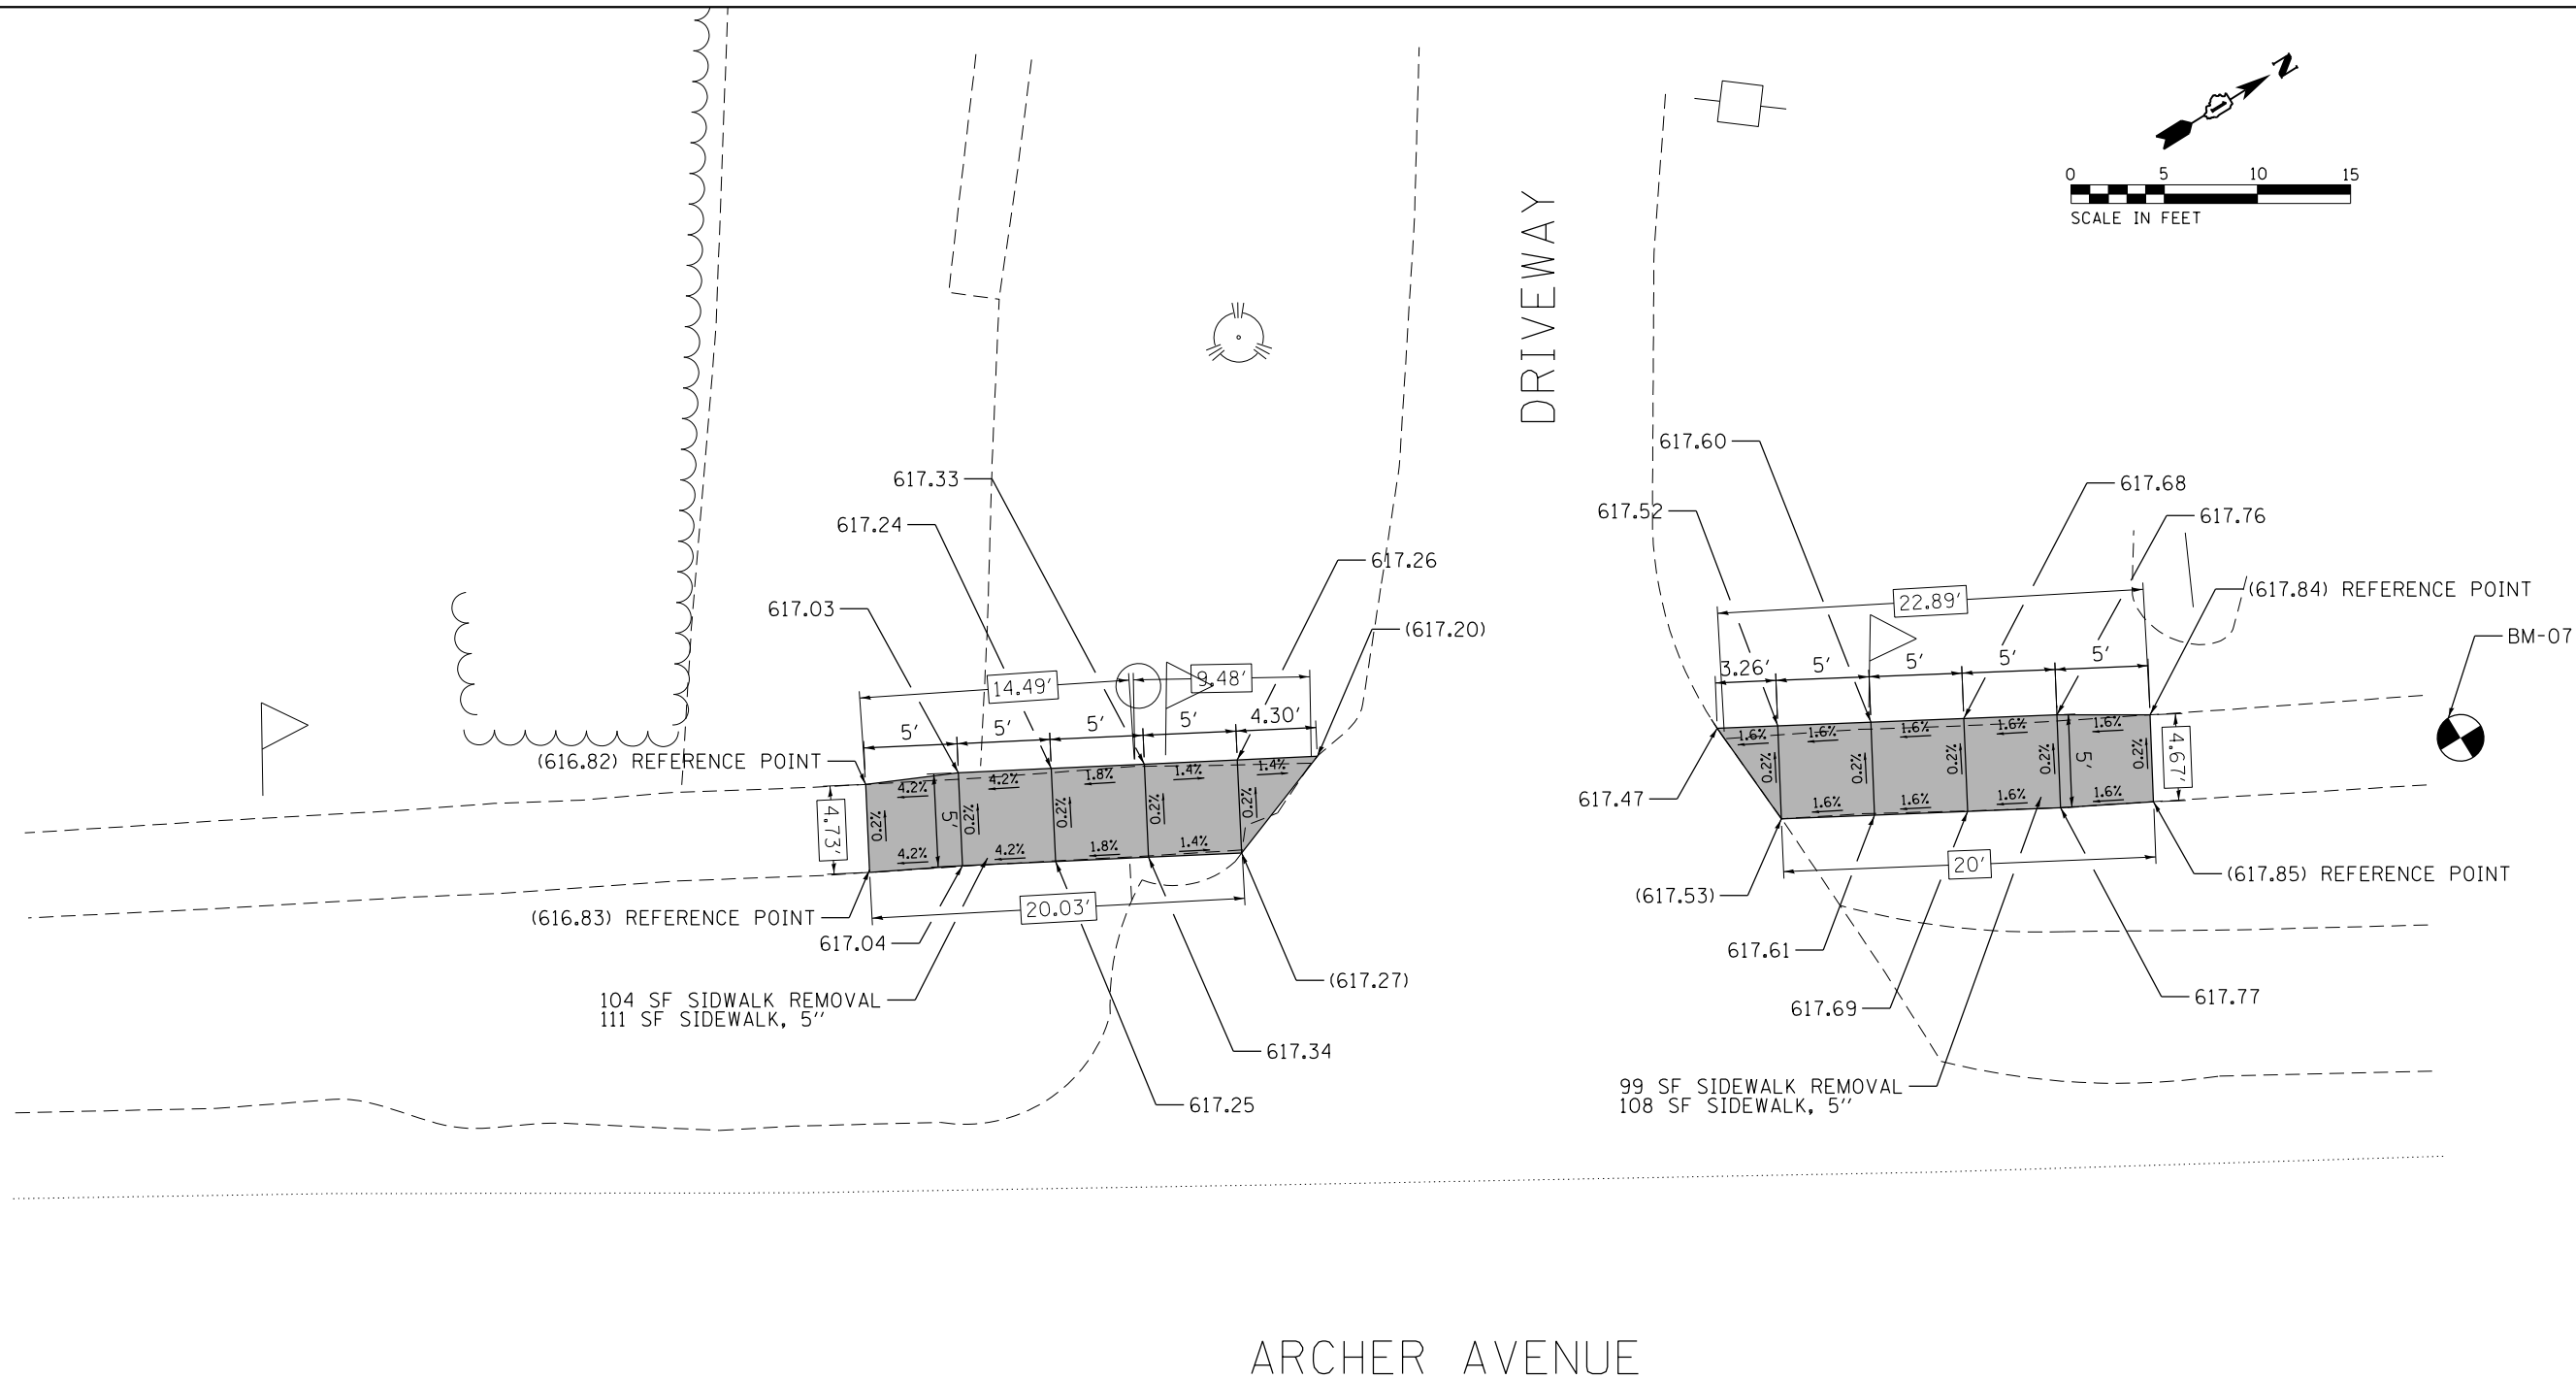 N
0 5 10 15
SCALE IN FEET
DRIVEWAY
617.60
617.33
617.68
617.52
617.76
617.24
617.26
(617.84) REFERENCE POINT
22.89'
617.03
(617.20)
BM-07
3.26' 5' 5' 5' 5'
14.49'
9.48'
5' 5' 5' 5' 4.30'
(616.82) REFERENCE POINT
1.6% 1.6% 1.6% 1.6% 1.6%
4.2% 4.2% 1.8% 1.4% 1.4%
617.47
4.73'
0.2% 5' 0.2% 0.2% 0.2% 0.2%
0.2% 0.2% 0.2% 0.2% 5' 0.2%
4.67'
1.6% 1.6% 1.6% 1.6%
4.2% 4.2% 1.8% 1.4%
20'
(617.85) REFERENCE POINT
(617.53)
20.03'
(616.83) REFERENCE POINT
617.04
617.61
(617.27)
617.77
104 SF SIDWALK REMOVAL
111 SF SIDEWALK, 5"
617.69
617.34
99 SF SIDEWALK REMOVAL
108 SF SIDEWALK, 5"
617.25
ARCHER AVENUE